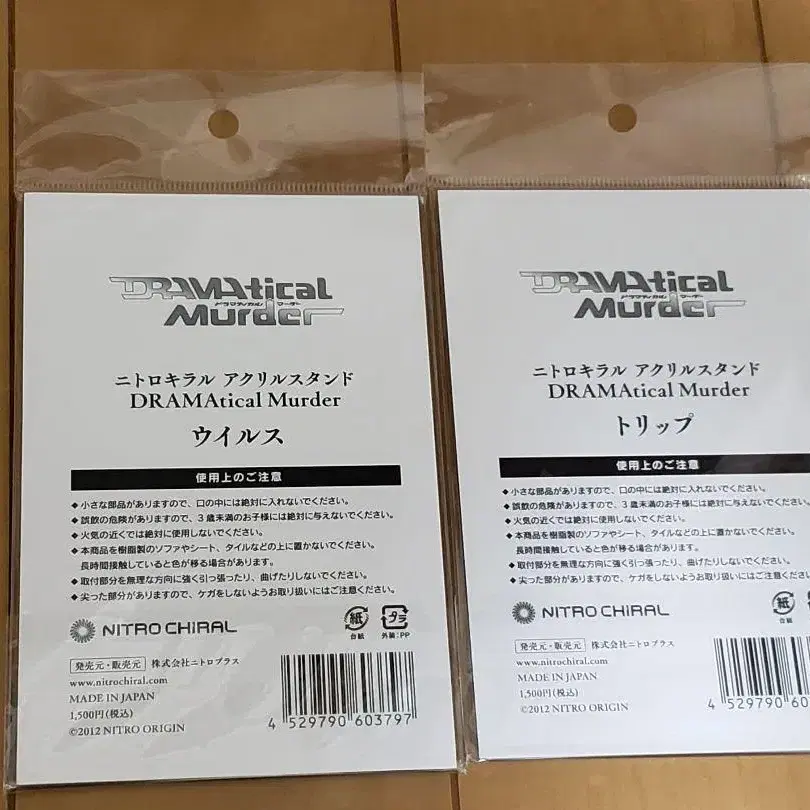 DRAMAtical
ドラマティカル マーダー
Murder
ニトロキラル アクリルスタンド
DRAMAtical Murder
ウイルス
使用上のご注意
◆小さな部品がありますので、口の中には絶対に入れないでください。
◆誤飲の危険がありますので、3歳未満のお子様には絶対に与えないでください。
◆火気の近くでは絶対に使用しないでください。
◆本商品を樹脂製のソファやシート、タイルなどの上に置かないでください。
長時間接触していると色が移る場合があります。
◆取付部分を無理な方向に強く引っ張ったり、曲げたりしないでください。
◆尖った部分がありますので、ケガをしないようお取り扱いにはご注意ください。
NITRO CHIRAL
紙
台紙
プラ
外装:PP
発売元・販売元 株式会社ニトロプラス
www.nitrochiral.com
MADE IN JAPAN
1,500円(税込)
©2012 NITRO ORIGIN
4 529790 603797
DRAMAtical
ドラマティカル マーダー
Murder
ニトロキラル アクリルスタンド
DRAMAtical Murder
トリップ
使用上のご注意
◆小さな部品がありますので、口の中には絶対に入れないでください。
◆誤飲の危険がありますので、3歳未満のお子様には絶対に与えないでください
◆火気の近くでは絶対に使用しないでください。
◆本商品を樹脂製のソファやシート、タイルなどの上に置かないでください。
長時間接触していると色が移る場合があります。
◆取付部分を無理な方向に強く引っ張ったり、曲げたりしないでください。
◆尖った部分がありますので、ケガをしないようお取り扱いにはご注意くださ
NITRO CHIRAL
紙
台紙
発売元・販売元 株式会社ニトロプラス
www.nitrochiral.com
MADE IN JAPAN
1,500円(税込)
©2012 NITRO ORIGIN
4 529790 60